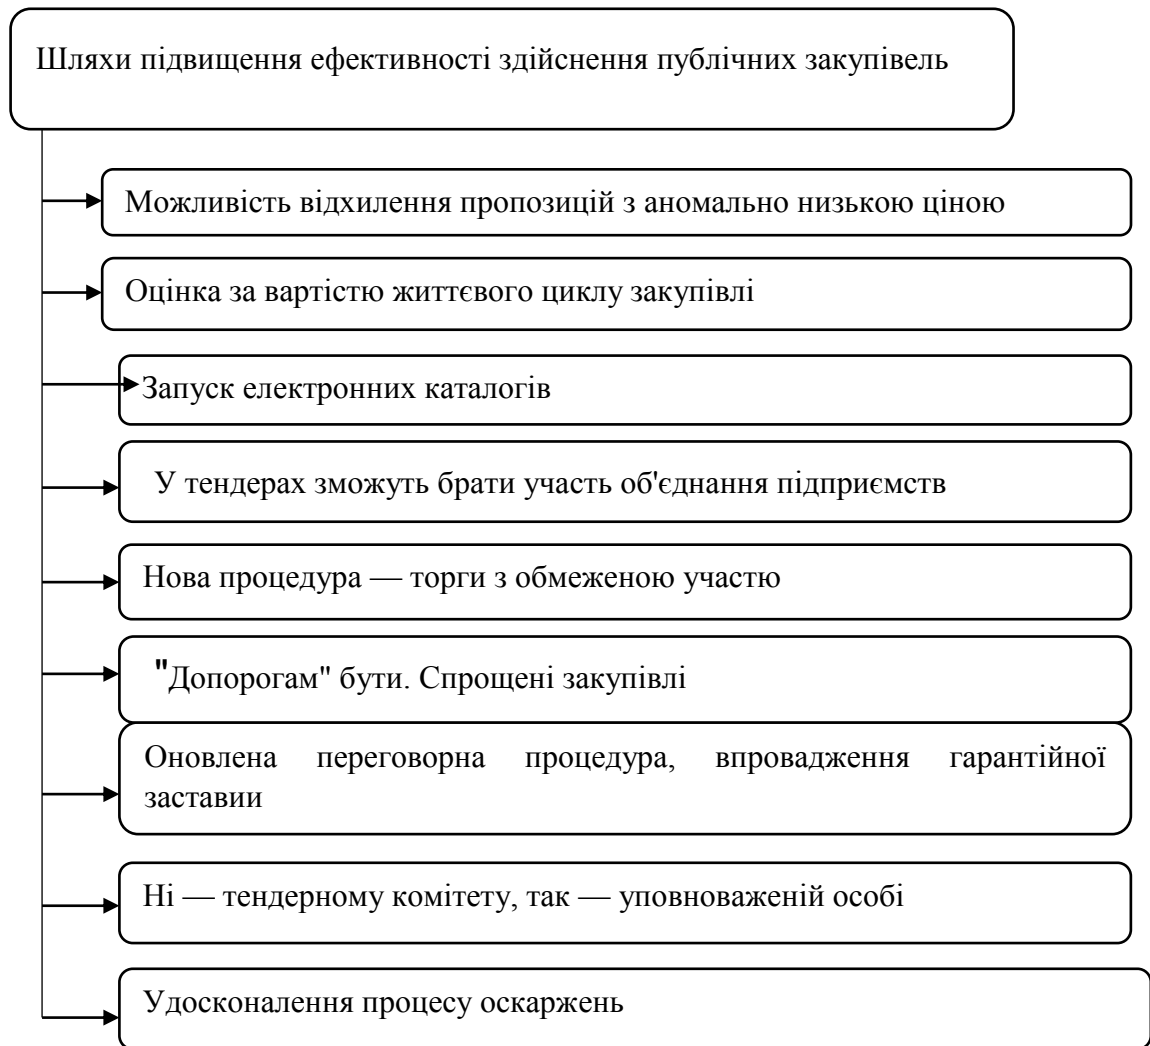 Шляхи підвищення ефективності здійснення публічних закупівель
Можливість відхилення пропозицій з аномально низькою ціною
Оцінка за вартістю життєвого циклу закупівлі
Запуск електронних каталогів
У тендерах зможуть брати участь об'єднання підприємств
Нова процедура — торги з обмеженою участю
"Допорогам" бути. Спрощені закупівлі
Оновлена переговорна процедура, впровадження гарантійної
заставии
Ні — тендерному комітету, так — уповноваженій особі
Удосконалення процесу оскаржень